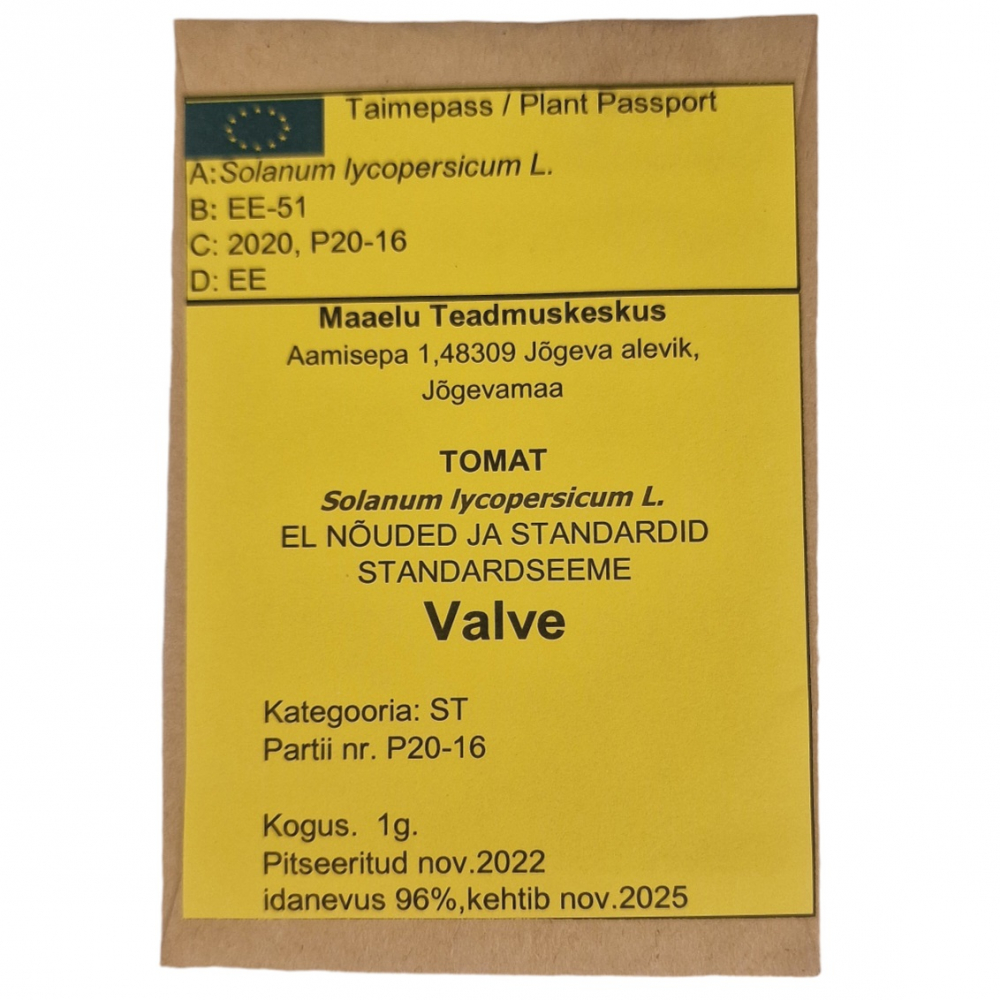 Taimepass / Plant Passport
A:Solanum lycopersicum L.
B: EE-51
C: 2020, P20-16
D: EE
Maaelu Teadmuskeskus
Aamisepa 1,48309 Jõgeva alevik,
Jõgevamaa
TOMAT
Solanum lycopersicum L.
EL NÕUDED JA STANDARDID
STANDARDSEEME
Valve
Kategooria: ST
Partii nr. P20-16
Kogus.  1g.
Pitseeritud nov.2022
idanevus 96%,kehtib nov.2025